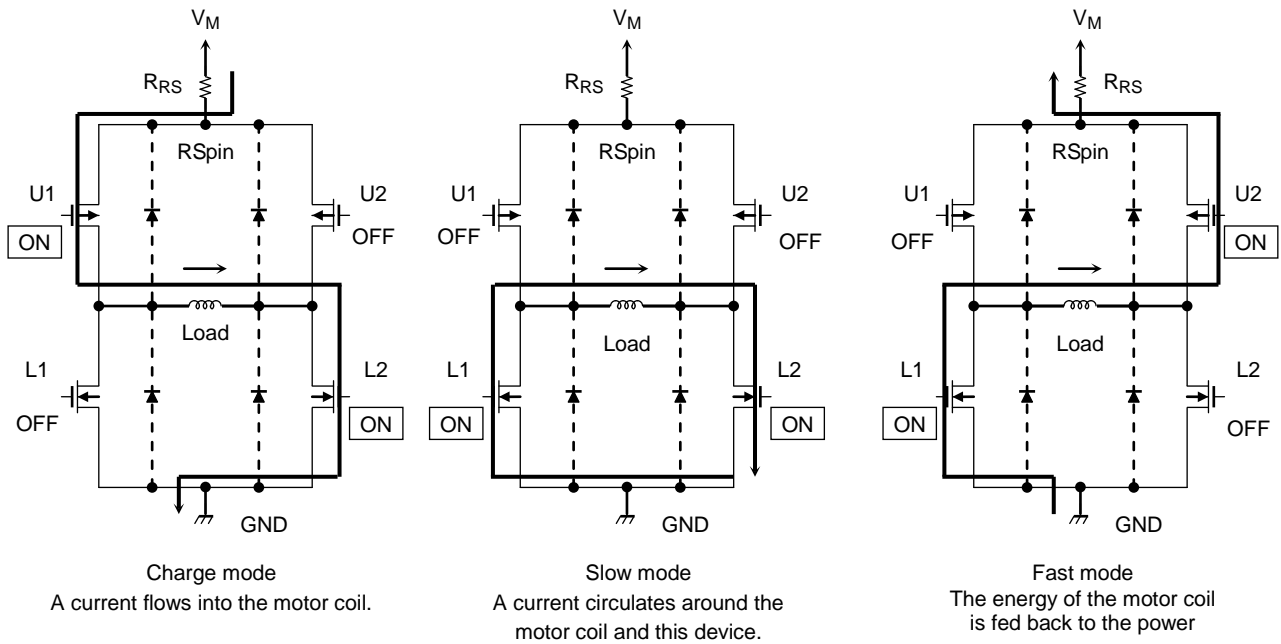 VM
RRS
RSpin
U1
U2
ON
OFF
Load
L1
L2
OFF
ON
GND
Charge mode
A current flows into the motor coil.
VM
RRS
RSpin
U1
U2
OFF
OFF
Load
L1
L2
ON
ON
GND
Slow mode
A current circulates around the
motor coil and this device.
VM
RRS
RSpin
U1
U2
OFF
ON
Load
L1
L2
ON
OFF
GND
Fast mode
The energy of the motor coil
is fed back to the power